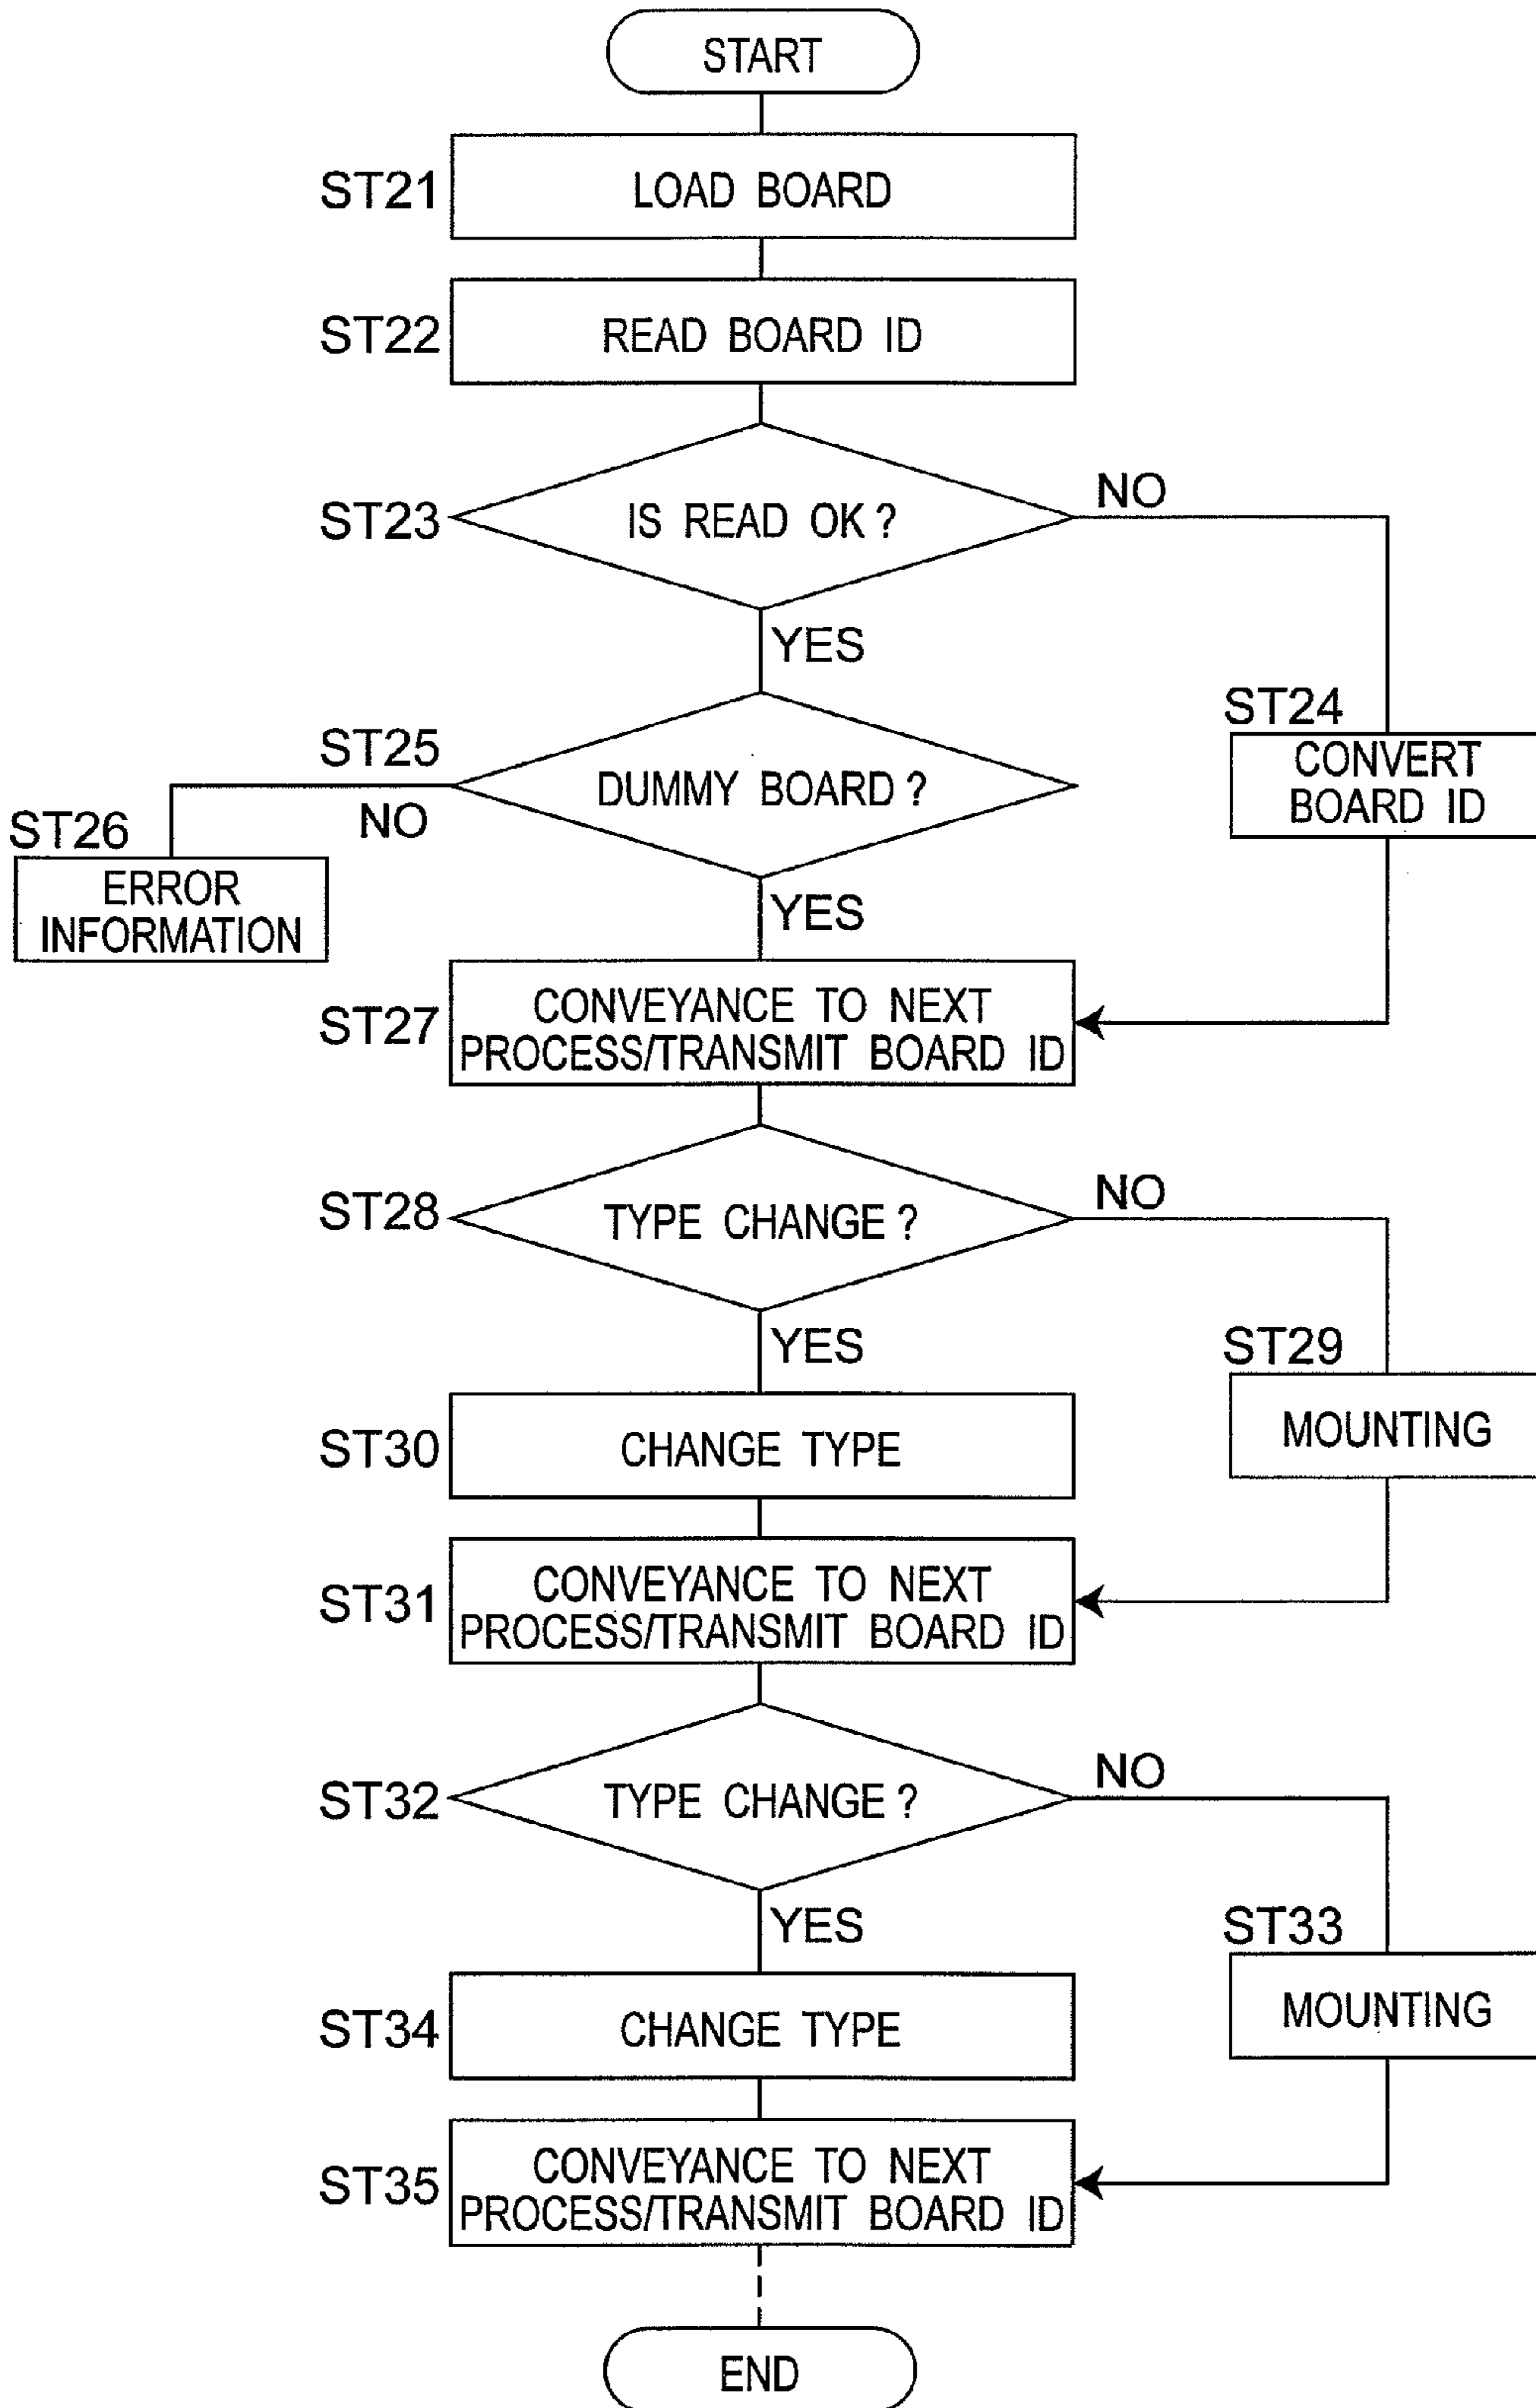 START
ST21
LOAD BOARD
ST22
READ BOARD ID
ST23
IS READ OK ?
NO
YES
ST24
CONVERT
BOARD ID
ST25
DUMMY BOARD ?
NO
YES
ST26
ERROR
INFORMATION
ST27
CONVEYANCE TO NEXT
PROCESS/TRANSMIT BOARD ID
ST28
TYPE CHANGE ?
NO
YES
ST29
MOUNTING
ST30
CHANGE TYPE
ST31
CONVEYANCE TO NEXT
PROCESS/TRANSMIT BOARD ID
ST32
TYPE CHANGE ?
NO
YES
ST33
MOUNTING
ST34
CHANGE TYPE
ST35
CONVEYANCE TO NEXT
PROCESS/TRANSMIT BOARD ID
END